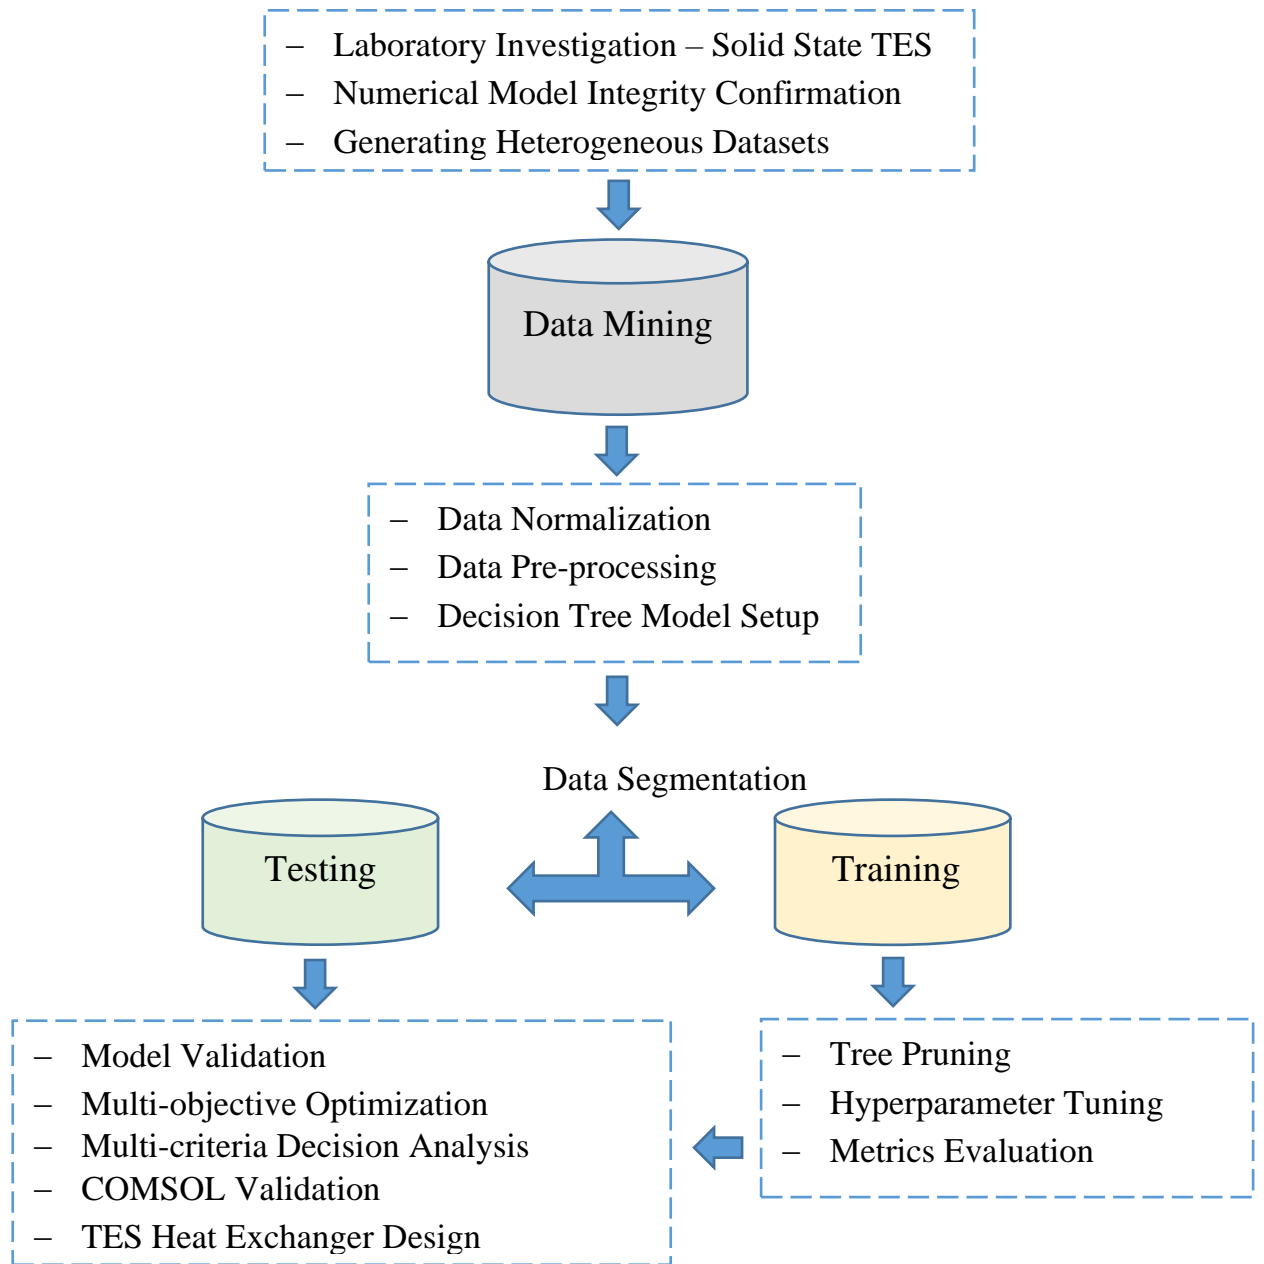 – Laboratory Investigation – Solid State TES
– Numerical Model Integrity Confirmation
– Generating Heterogeneous Datasets
Data Mining
– Data Normalization
– Data Pre-processing
– Decision Tree Model Setup
Data Segmentation
Testing
Training
– Model Validation
– Multi-objective Optimization
– Multi-criteria Decision Analysis
– COMSOL Validation
– TES Heat Exchanger Design
– Tree Pruning
– Hyperparameter Tuning
– Metrics Evaluation